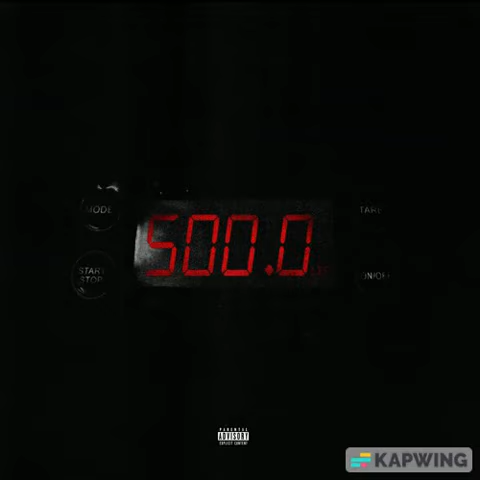 MODE
TARE
500.0
START
STOP
ON/OFF
PARENTAL
ADVISORY
EXPLICIT CONTENT
KAPWING